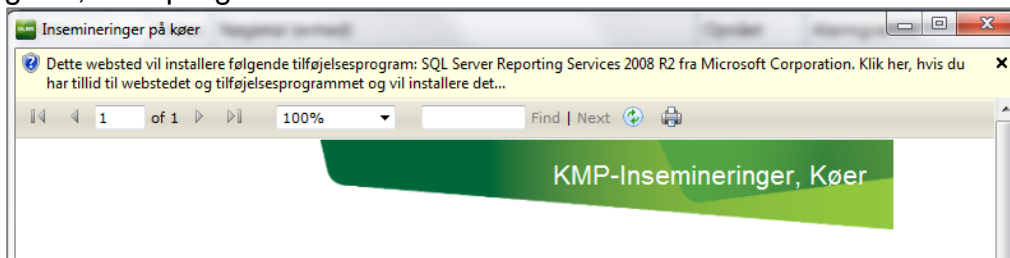 Insemineringer på køer
Dette websted vil installere følgende tilføjelsesprogram: SQL Server Reporting Services 2008 R2 fra Microsoft Corporation. Klik her, hvis du
har tillid til webstedet og tilføjelsesprogrammet og vil installere det...
1 of 1 100% Find | Next
KMP-Insemineringer, Køer